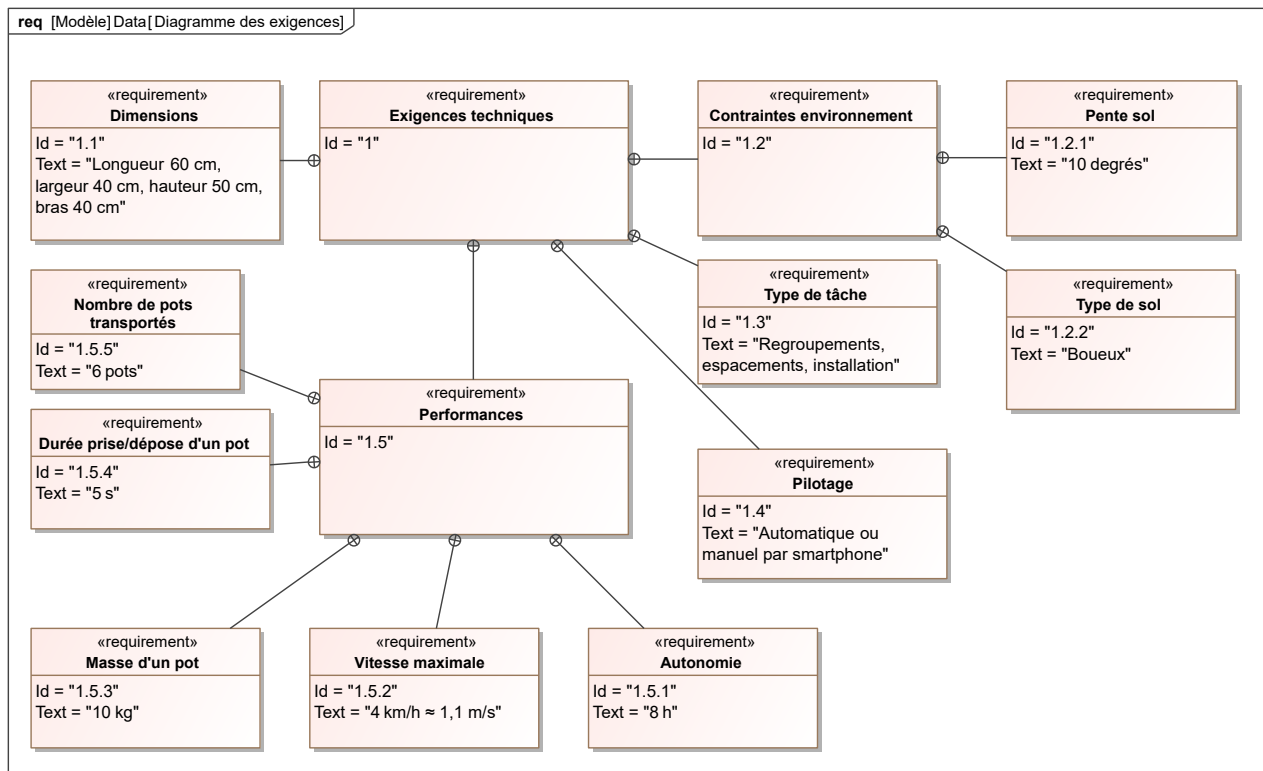 req [Modèle] Data [ Diagramme des exigences ]
«requirement»
Dimensions
Id = "1.1"
Text = "Longueur 60 cm,
largeur 40 cm, hauteur 50 cm,
bras 40 cm"
«requirement»
Exigences techniques
Id = "1"
«requirement»
Contraintes environnement
Id = "1.2"
«requirement»
Pente sol
Id = "1.2.1"
Text = "10 degrés"
«requirement»
Nombre de pots
transportés
Id = "1.5.5"
Text = "6 pots"
«requirement»
Type de tâche
Id = "1.3"
Text = "Regroupements,
espacements, installation"
«requirement»
Type de sol
Id = "1.2.2"
Text = "Boueux"
«requirement»
Durée prise/dépose d'un pot
Id = "1.5.4"
Text = "5 s"
«requirement»
Performances
Id = "1.5"
«requirement»
Pilotage
Id = "1.4"
Text = "Automatique ou
manuel par smartphone"
«requirement»
Masse d'un pot
Id = "1.5.3"
Text = "10 kg"
«requirement»
Vitesse maximale
Id = "1.5.2"
Text = "4 km/h ≈ 1,1 m/s"
«requirement»
Autonomie
Id = "1.5.1"
Text = "8 h"